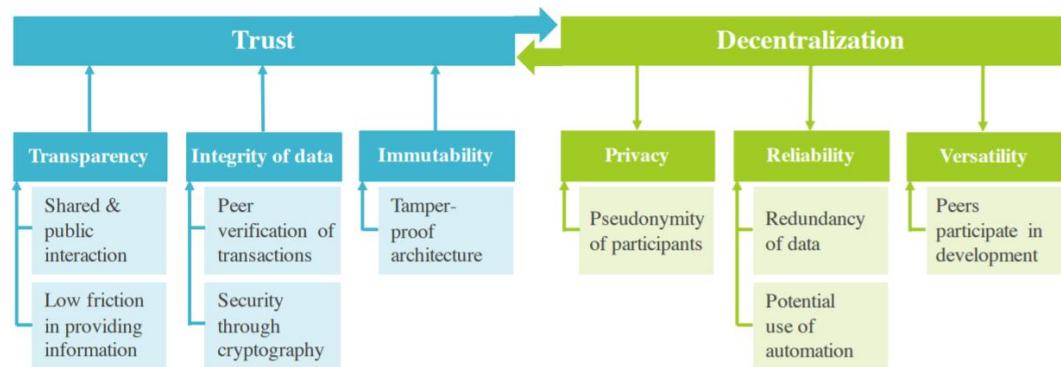 Trust
Decentralization
Transparency
Integrity of data
Immutability
Privacy
Reliability
Versatility
Shared &
public
interaction
Low friction
in providing
information
Peer
verification of
transactions
Security
through
cryptography
Tamper-
proof
architecture
Pseudonymity
of participants
Redundancy
of data
Potential
use of
automation
Peers
participate in
development